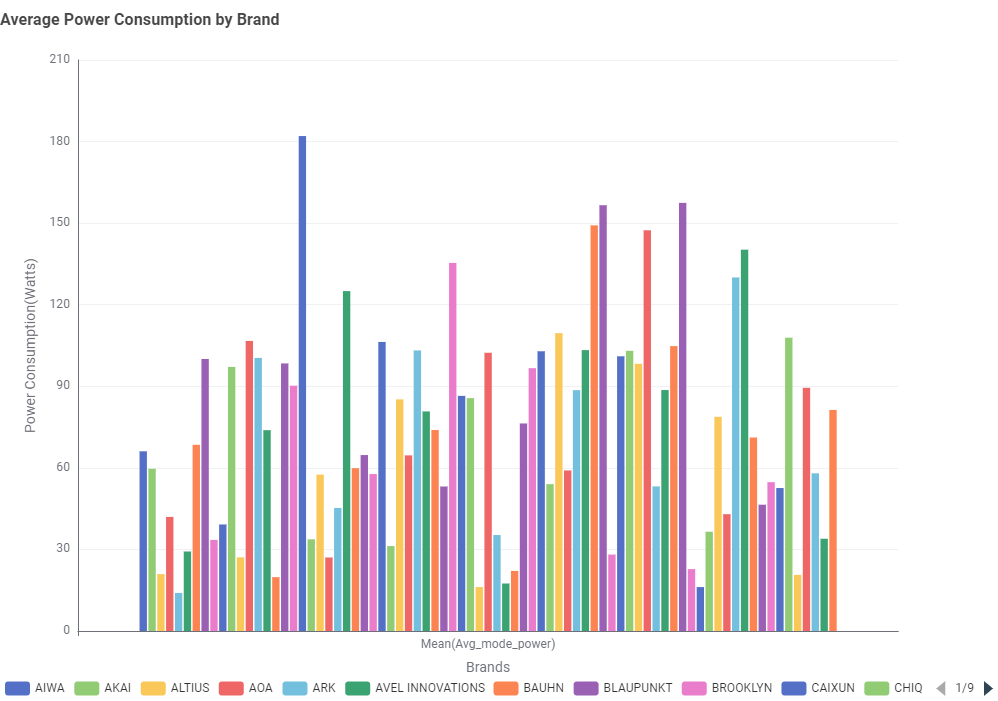 Average Power Consumption by Brand
210
180
150
120
90
60
30
0
Power Consumption(Watts)
Mean(Avg_mode_power)
Brands
AIWA AKAI ALTIUS AOA ARK AVEL INNOVATIONS BAUHN BLAUPUNKT BROOKLYN CAIXUN CHIQ 1/9